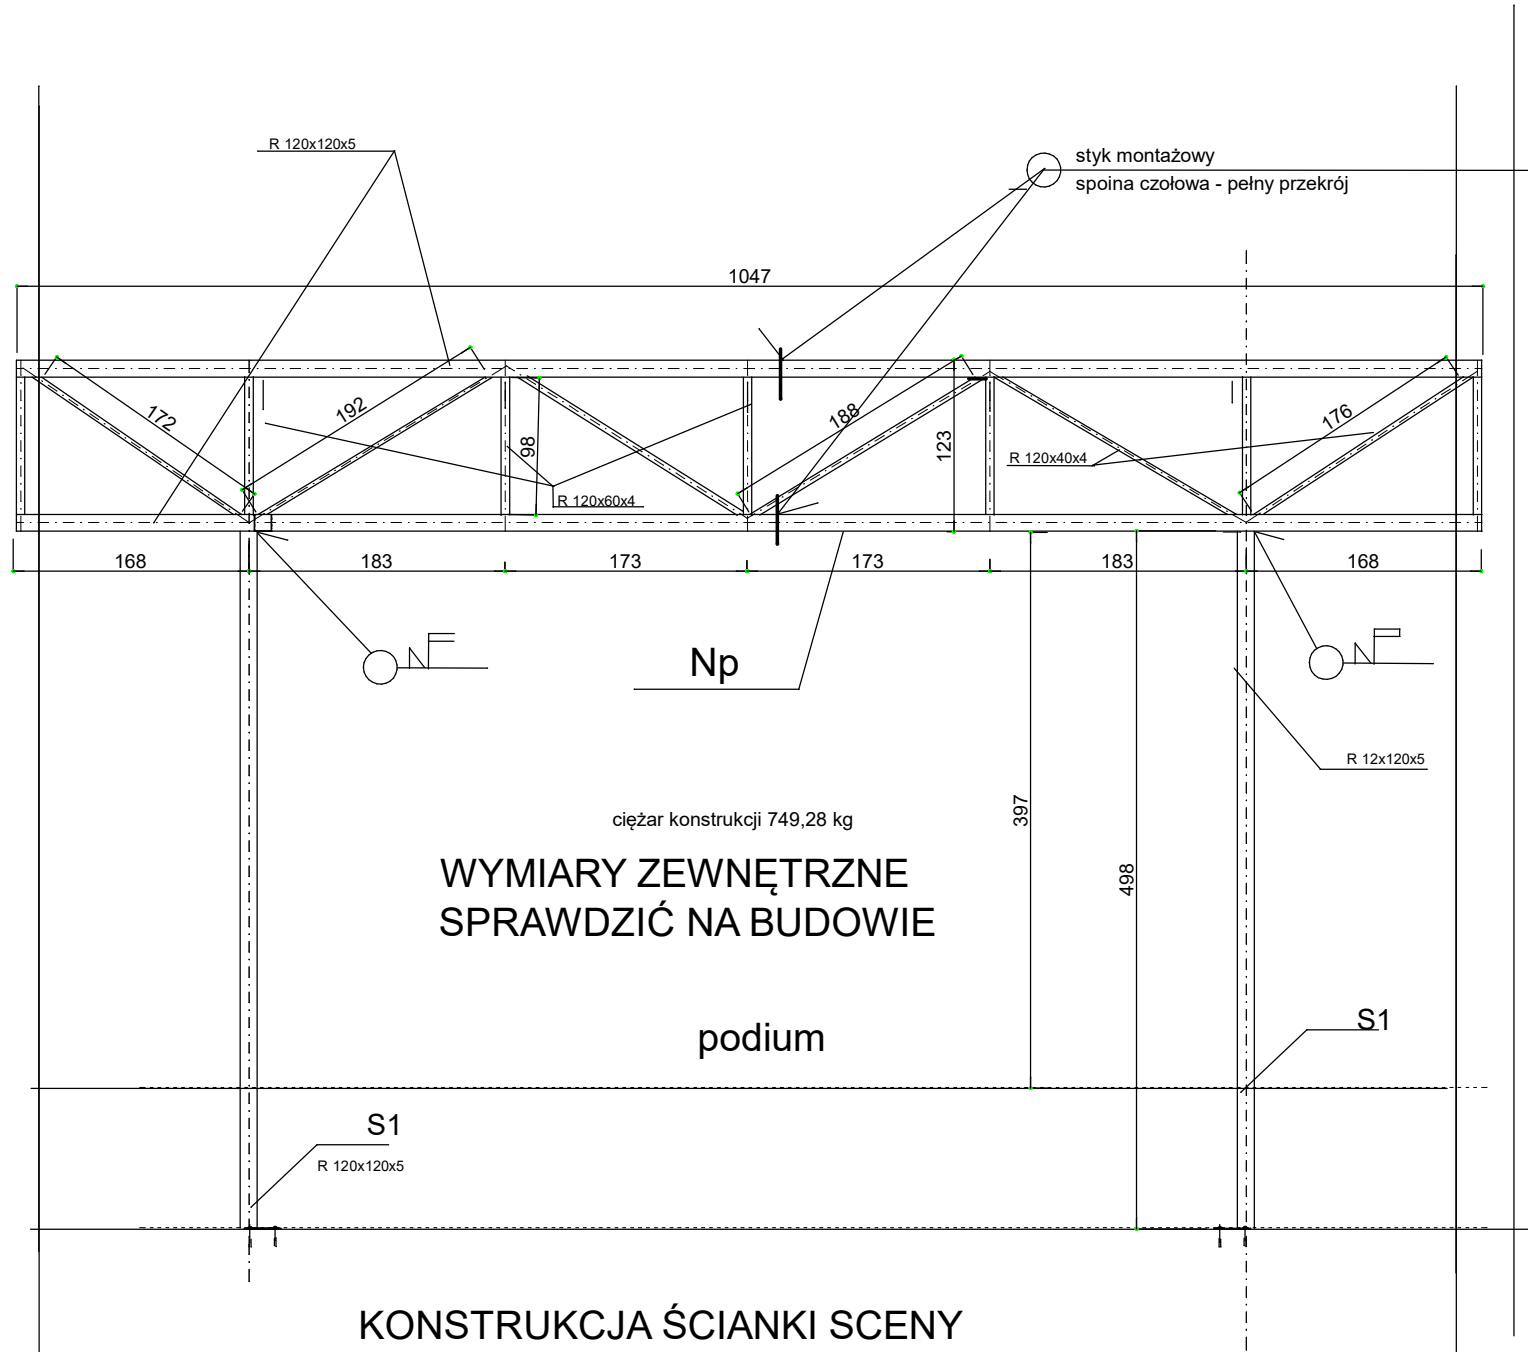 R 120x120x5
styk montażowy
spoina czołowa - pełny przekrój
1047
172
192
98
188
123
176
R 120x40x4
R 120x60x4
168
183
173
173
183
168
Np
R 12x120x5
397
498
ciężar konstrukcji 749,28 kg
WYMIARY ZEWNĘTRZNE
SPRAWDZIĆ NA BUDOWIE
podium
S1
S1
R 120x120x5
KONSTRUKCJA ŚCIANKI SCENY